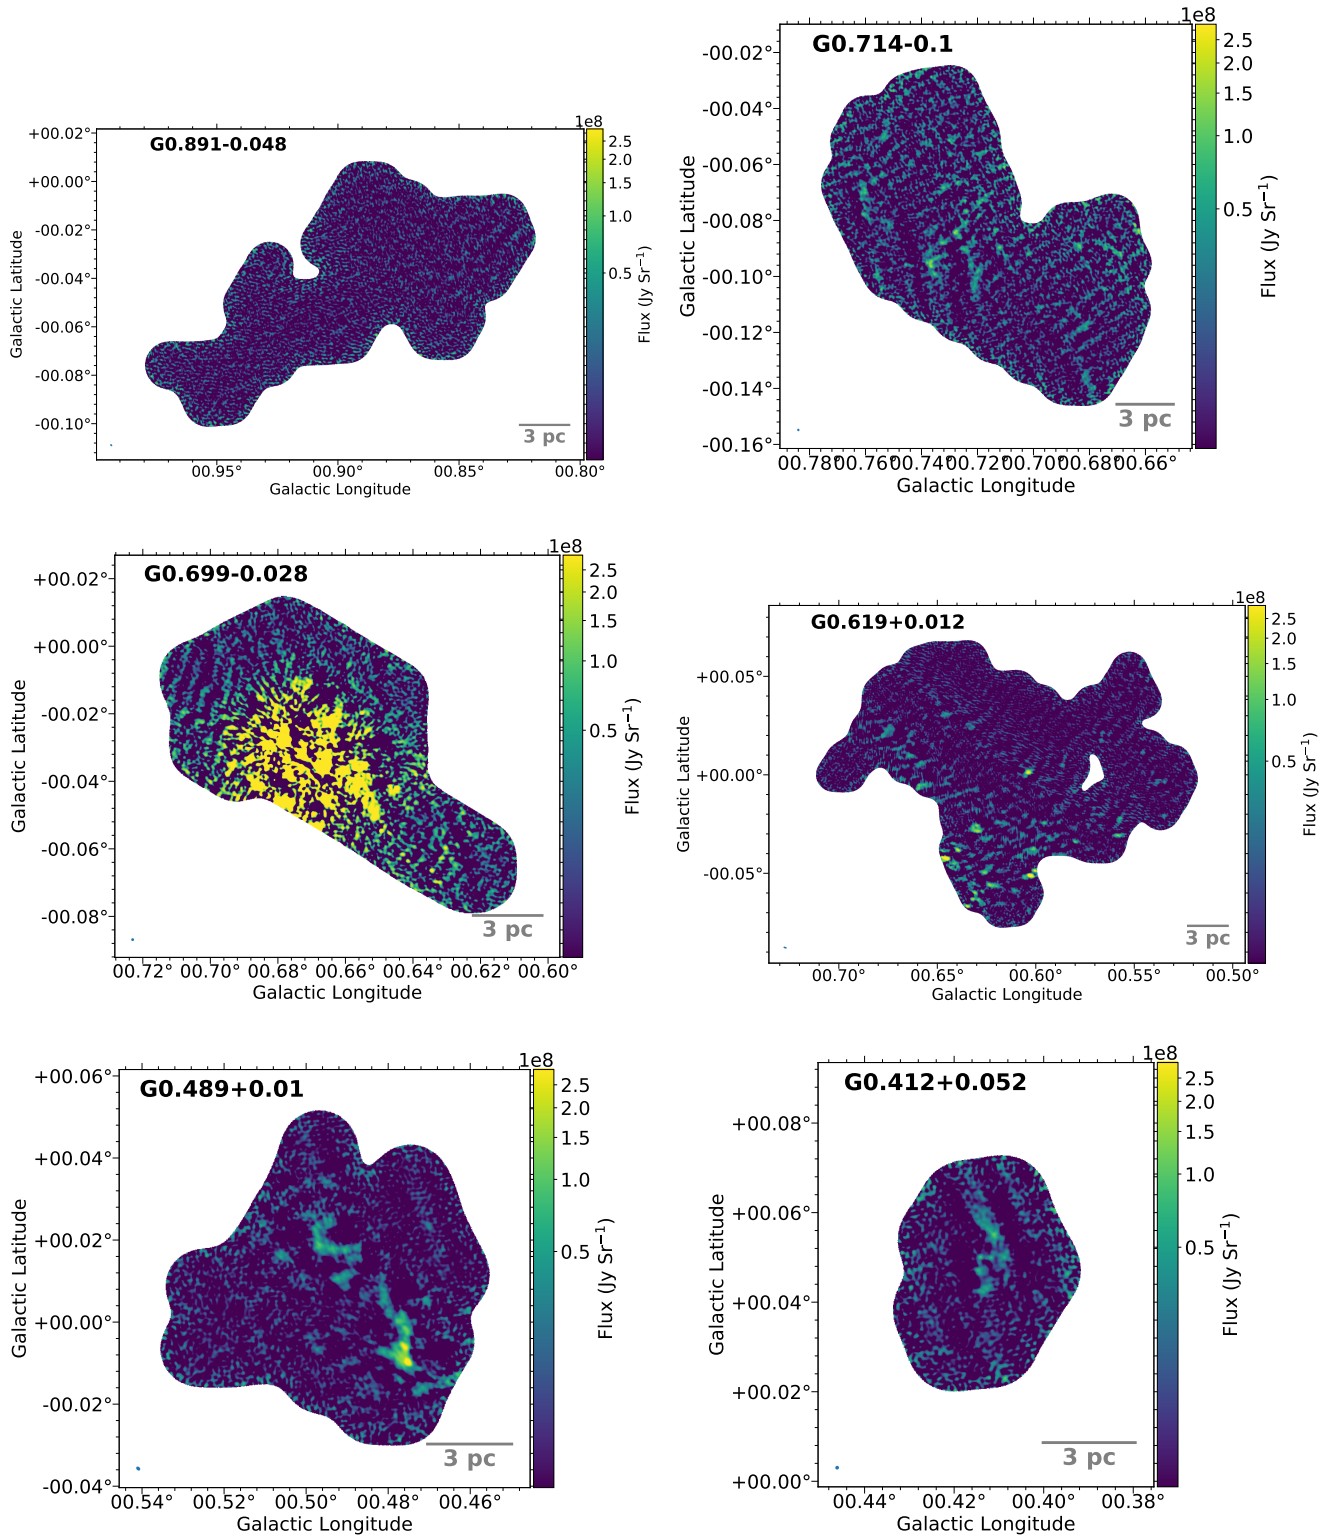 1e8
G0.891-0.048
+00.02°
+00.00°
-00.02°
-00.04°
-00.06°
-00.08°
-00.10°
Galactic Latitude
00.95°
00.90°
00.85°
00.80°
Galactic Longitude
3 pc
2.5
2.0
1.5
1.0
0.5
Flux (Jy Sr−1)
1e8
G0.714-0.1
-00.02°
-00.04°
-00.06°
-00.08°
-00.10°
-00.12°
-00.14°
-00.16°
Galactic Latitude
00.78°
00.76°
00.74°
00.72°
00.70°
00.68°
00.66°
Galactic Longitude
3 pc
2.5
2.0
1.5
1.0
0.5
Flux (Jy Sr−1)
1e8
G0.699-0.028
+00.02°
+00.00°
-00.02°
-00.04°
-00.06°
-00.08°
Galactic Latitude
00.72°
00.70°
00.68°
00.66°
00.64°
00.62°
00.60°
Galactic Longitude
3 pc
2.5
2.0
1.5
1.0
0.5
Flux (Jy Sr−1)
1e8
G0.619+0.012
+00.05°
+00.00°
-00.05°
Galactic Latitude
00.70°
00.65°
00.60°
00.55°
00.50°
Galactic Longitude
3 pc
2.5
2.0
1.5
1.0
0.5
Flux (Jy Sr−1)
1e8
G0.489+0.01
+00.06°
+00.04°
+00.02°
+00.00°
-00.02°
-00.04°
Galactic Latitude
00.54°
00.52°
00.50°
00.48°
00.46°
Galactic Longitude
3 pc
2.5
2.0
1.5
1.0
0.5
Flux (Jy Sr−1)
1e8
G0.412+0.052
+00.08°
+00.06°
+00.04°
+00.02°
+00.00°
Galactic Latitude
00.44°
00.42°
00.40°
00.38°
Galactic Longitude
3 pc
2.5
2.0
1.5
1.0
0.5
Flux (Jy Sr−1)